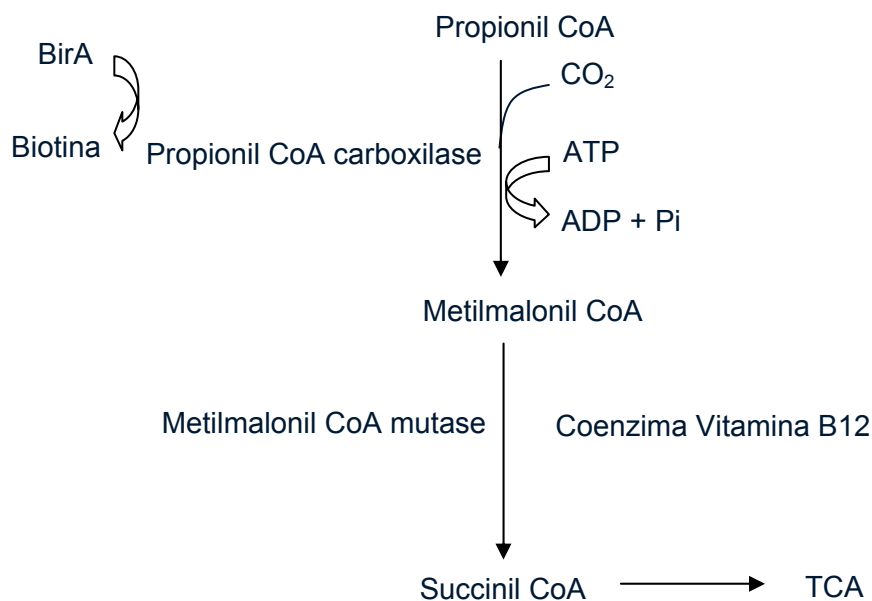 Propionil CoA
BirA
CO₂
Biotina
Propionil CoA carboxilase
ATP
ADP + Pi
Metilmalonil CoA
Metilmalonil CoA mutase
Coenzima Vitamina B12
Succinil CoA
TCA